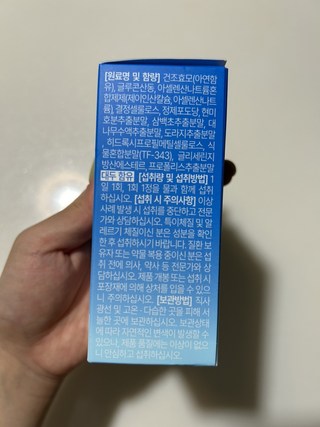 [원료명 및 함량] 건조효모(아연함
유), 글루콘산동, 아셀렌산나트륨혼
합제제(제이인산칼슘, 아셀렌산나트
륨), 결정셀룰로스, 정제포도당, 현미
호분추출분말, 삼백초추출분말, 대
나무수액추출분말, 도라지추출분말
, 히드록시프로필메틸셀룰로스, 식
물혼합분말(TF-343), 글리세린지
방산에스테르, 프로폴리스추출분말
대두 함유 [섭취량 및 섭취방법] 1
일 1회, 1회 1정을 물과 함께 섭취
하십시오. [섭취 시 주의사항] 이상
사례 발생 시 섭취를 중단하고 전문
가와 상담하십시오. 특이체질 및 알
레르기 체질이신 분은 성분을 확인
한 후 섭취하시기 바랍니다. 질환 보
유자 또는 약물 복용 중이신 분은 섭
취 전에 의사, 약사 등 전문가와 상
담하십시오. 제품 개봉 또는 섭취 시
포장재에 의해 상처를 입을 수 있으
니 주의하십시오. [보관방법] 직사
광선 및 고온·다습한 곳을 피해 서
늘한 곳에 보관하십시오. 보관상태
에 따라 자연적인 변색이 발생할 수
있으나, 제품 품질에는 이상이 없으
니 안심하고 섭취하십시오.